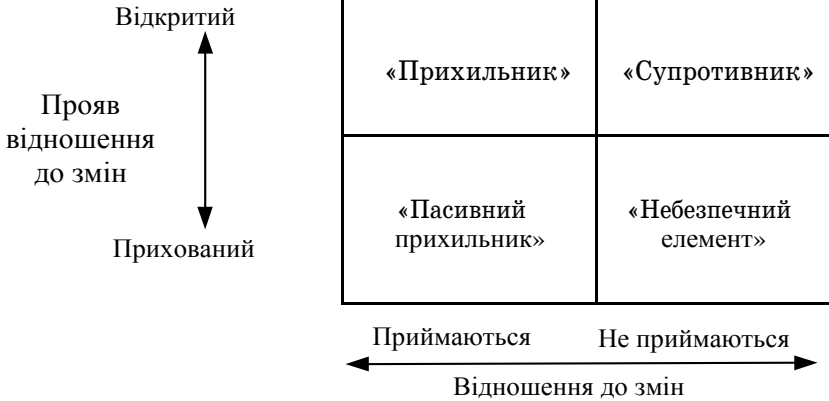 Відкритий
Прояв
відношення
до змін
Прихований
«Прихильник»
«Супротивник»
«Пасивний
прихильник»
«Небезпечний
елемент»
Приймаються
Не приймаються
Відношення до змін